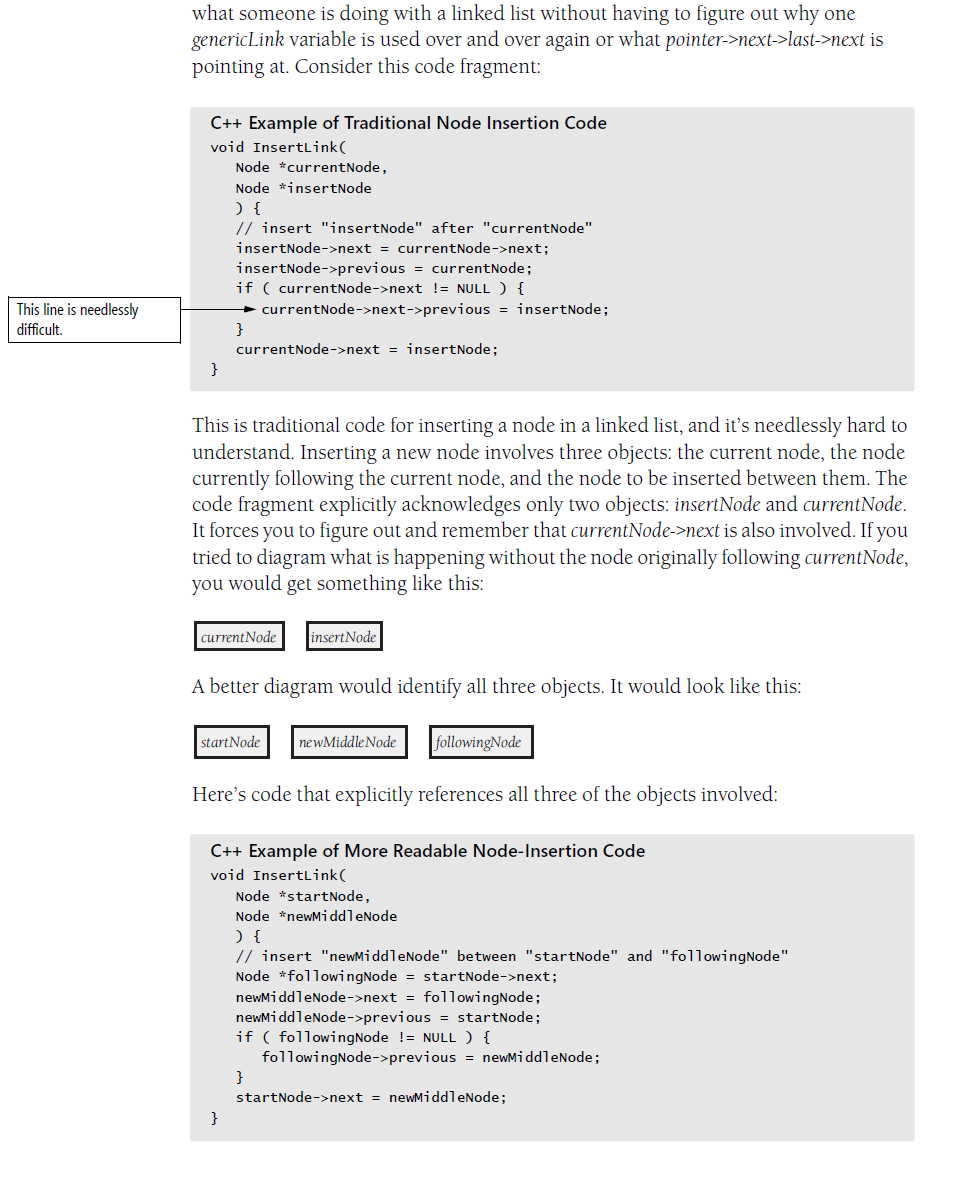 what someone is doing with a linked list without having to figure out why one
genericLink variable is used over and over again or what pointer->next->last->next is
pointing at. Consider this code fragment:
C++ Example of Traditional Node Insertion Code
void InsertLink(
Node *currentNode,
Node *insertNode
) {
// insert "insertNode" after "currentNode"
insertNode->next = currentNode->next;
insertNode->previous = currentNode;
if ( currentNode->next != NULL ) {
This line is needlessly
difficult.
currentNode->next->previous = insertNode;
}
currentNode->next = insertNode;
}
This is traditional code for inserting a node in a linked list, and it’s needlessly hard to
understand. Inserting a new node involves three objects: the current node, the node
currently following the current node, and the node to be inserted between them. The
code fragment explicitly acknowledges only two objects: insertNode and currentNode.
It forces you to figure out and remember that currentNode->next is also involved. If you
tried to diagram what is happening without the node originally following currentNode,
you would get something like this:
currentNode insertNode
A better diagram would identify all three objects. It would look like this:
startNode newMiddleNode followingNode
Here’s code that explicitly references all three of the objects involved:
C++ Example of More Readable Node-Insertion Code
void InsertLink(
Node *startNode,
Node *newMiddleNode
) {
// insert "newMiddleNode" between "startNode" and "followingNode"
Node *followingNode = startNode->next;
newMiddleNode->next = followingNode;
newMiddleNode->previous = startNode;
if ( followingNode != NULL ) {
followingNode->previous = newMiddleNode;
}
startNode->next = newMiddleNode;
}